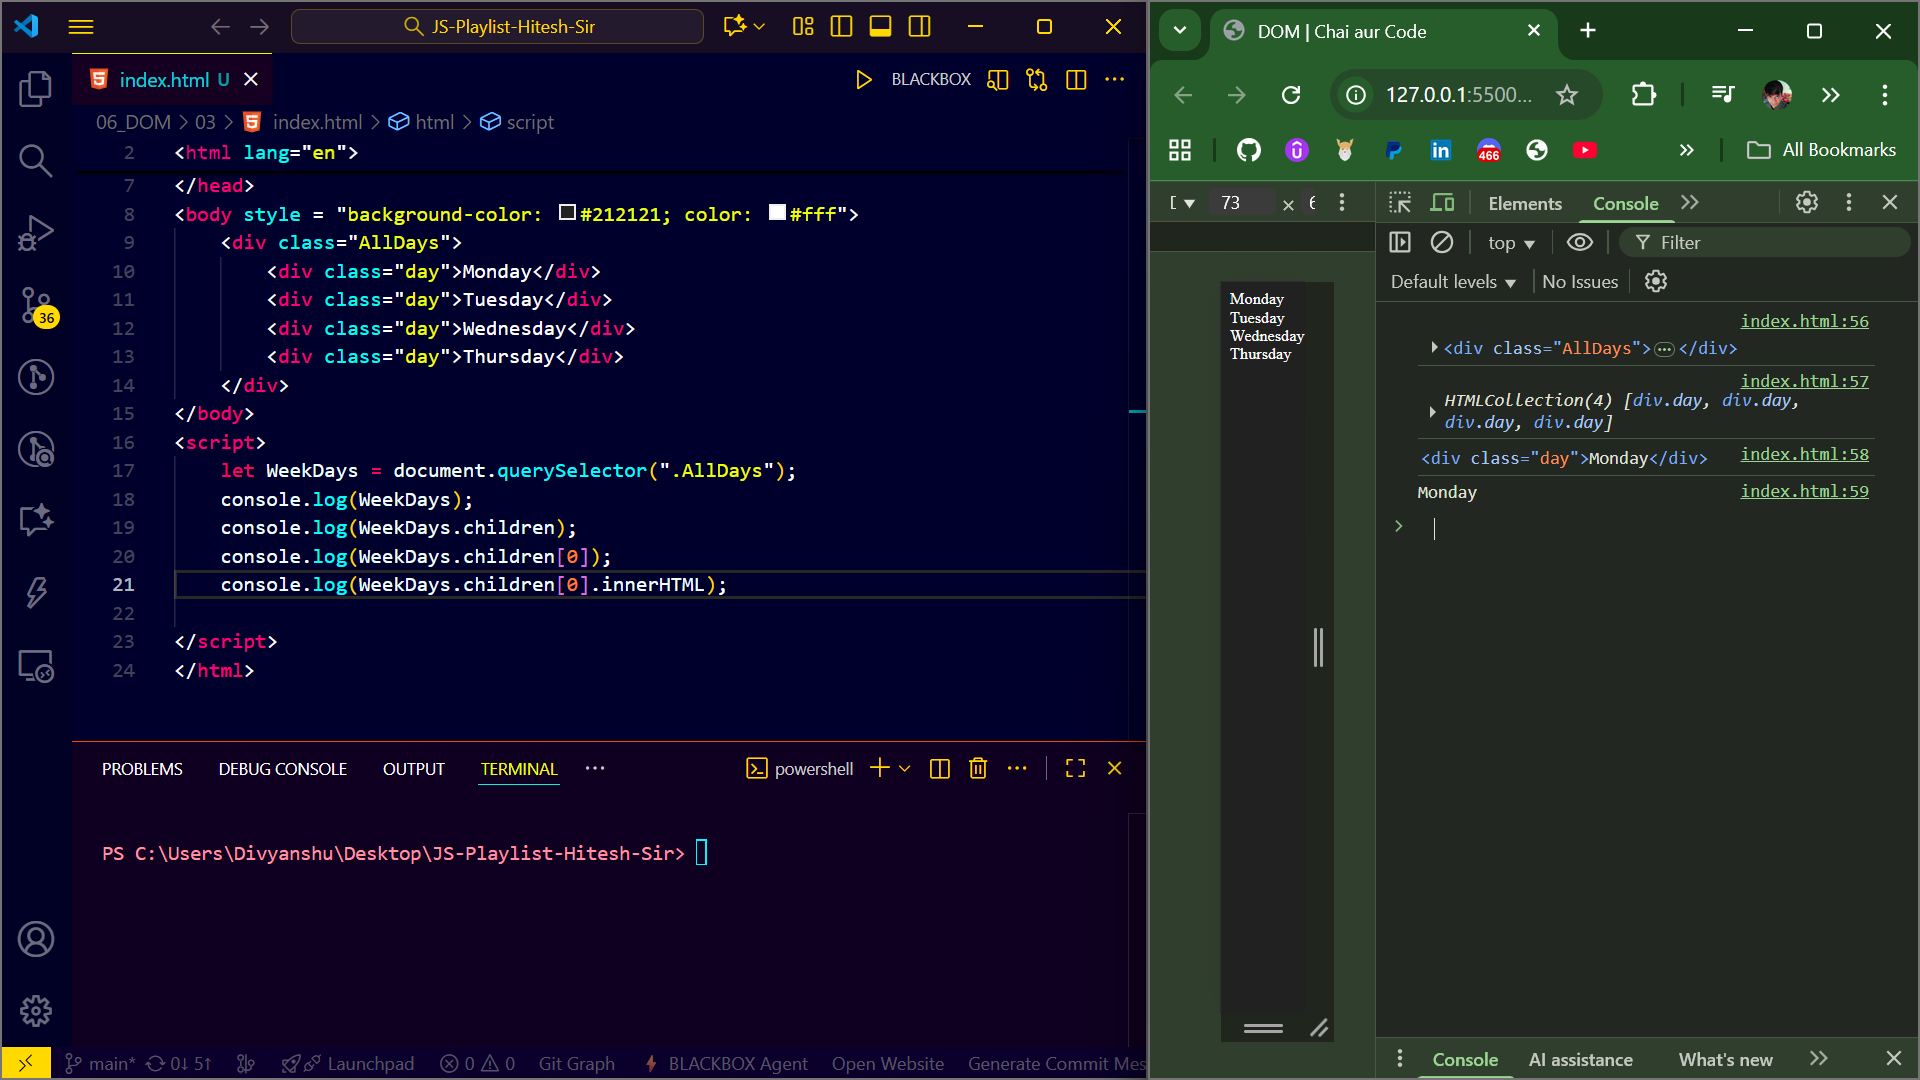 JS-Playlist-Hitesh-Sir
index.html U
BLACKBOX
06_DOM > 03 > index.html > html > script
2 <html lang="en">
7 </head>
8 <body style = "background-color: #212121; color: #fff">
9 <div class="AllDays">
10 <div class="day">Monday</div>
11 <div class="day">Tuesday</div>
12 <div class="day">Wednesday</div>
13 <div class="day">Thursday</div>
14 </div>
15 </body>
16 <script>
17 let WeekDays = document.querySelector(".AllDays");
18 console.log(WeekDays);
19 console.log(WeekDays.children);
20 console.log(WeekDays.children[0]);
21 console.log(WeekDays.children[0].innerHTML);
22
23 </script>
24 </html>
36
PROBLEMS DEBUG CONSOLE OUTPUT TERMINAL
powershell
PS C:\Users\Divyanshu\Desktop\JS-Playlist-Hitesh-Sir>
main* 0↓ 5↑ Launchpad 0 0 Git Graph BLACKBOX Agent Open Website Generate Commit Mes
DOM | Chai aur Code
127.0.0.1:5500...
466
All Bookmarks
73 × 6
Elements Console
top Filter
Default levels No Issues
Monday
Tuesday
Wednesday
Thursday
index.html:56
<div class="AllDays">…</div>
index.html:57
HTMLCollection(4) [div.day, div.day,
div.day, div.day]
<div class="day">Monday</div> index.html:58
Monday index.html:59
>
Console AI assistance What's new